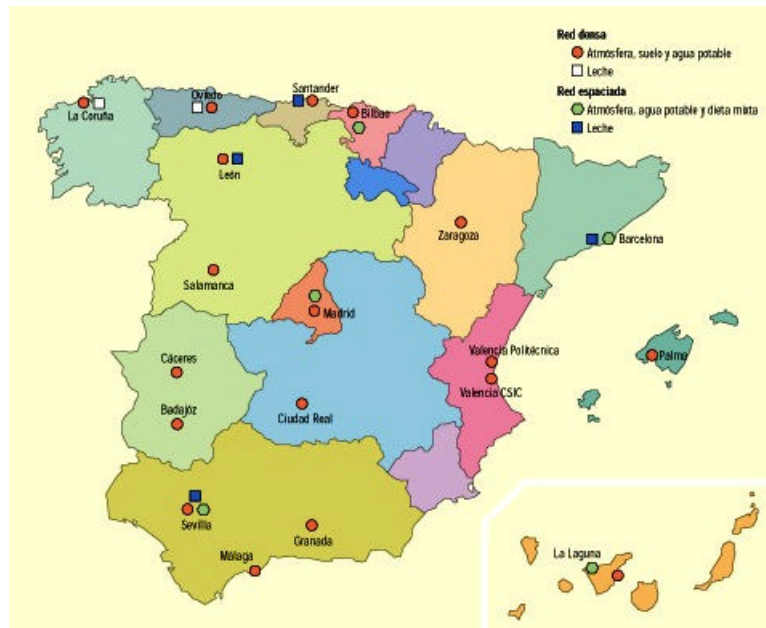 Red densa
Atmósfera, suelo y agua potable
Leche
Red espaciada
Atmósfera, agua potable y dieta mixta
Leche
Oviedo
Santander
La Coruña
Bilbao
León
Zaragoza
Barcelona
Salamanca
Madrid
Valencia Politécnica
Palma
Cáceres
Valencia CSIC
Badajóz
Ciudad Real
Sevilla
Granada
Málaga
La Laguna